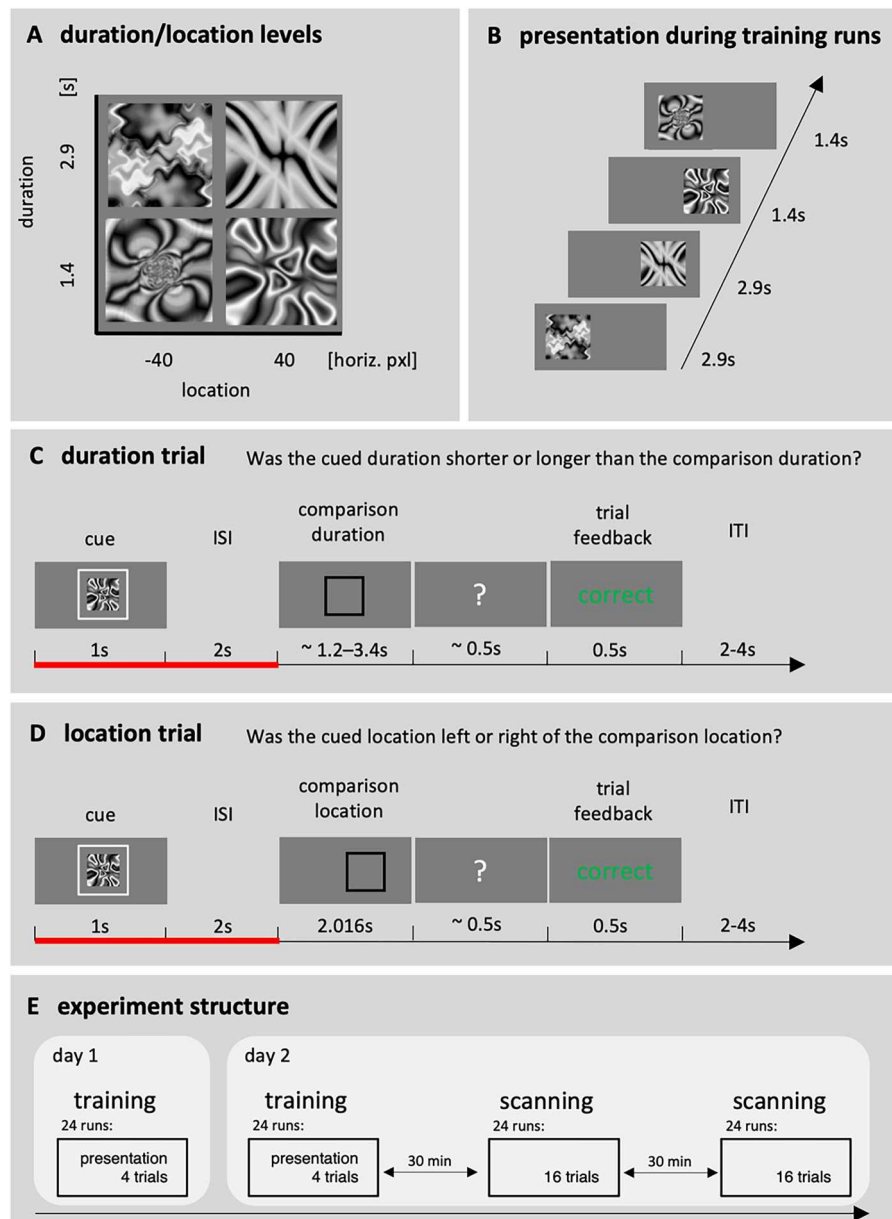 A duration/location levels
[s]
2.9
duration
1.4
-40 40 [horiz. pxl]
location
B presentation during training runs
1.4s
1.4s
2.9s
2.9s
C duration trial Was the cued duration shorter or longer than the comparison duration?
cue ISI comparison duration trial feedback ITI
? correct
1s 2s ~ 1.2–3.4s ~ 0.5s 0.5s 2-4s
D location trial Was the cued location left or right of the comparison location?
cue ISI comparison location trial feedback ITI
? correct
1s 2s 2.016s ~ 0.5s 0.5s 2-4s
E experiment structure
day 1 day 2
training training scanning scanning
24 runs: 24 runs: 24 runs: 24 runs:
presentation presentation
4 trials 4 trials 30 min 16 trials 30 min 16 trials